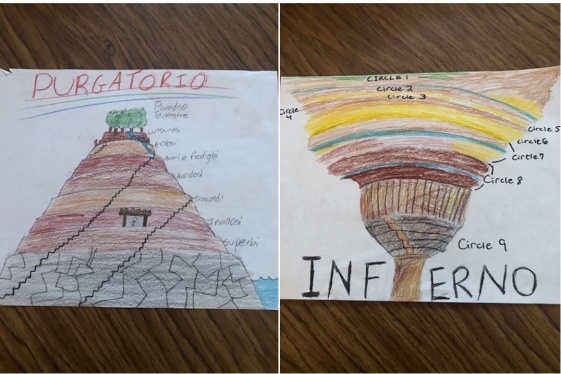 PURGATORIO
Paradiso
Terrestre
Lussuriosi
Golosi
Avari e Prodighi
Accidiosi
Iracondi
Invidiosi
Superbi
CIRCLE 1
Circle 2
Circle 3
Circle
4
Circle 5
Circle 6
Circle 7
Circle 8
Circle 9
INFERNO